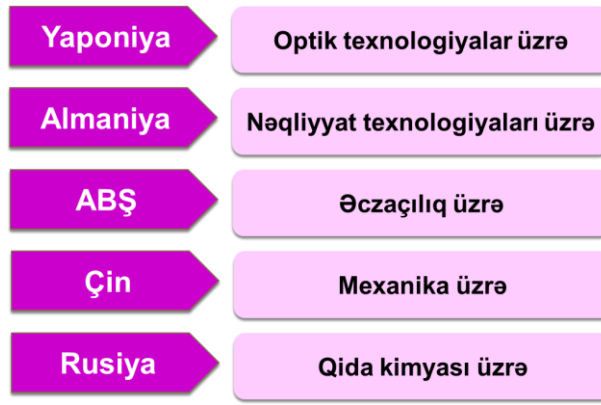 Yaponiya
Optik texnologiyalar üzrə
Almaniya
Nəqliyyat texnologiyaları üzrə
ABŞ
Əczaçılıq üzrə
Çin
Mexanika üzrə
Rusiya
Qida kimyası üzrə